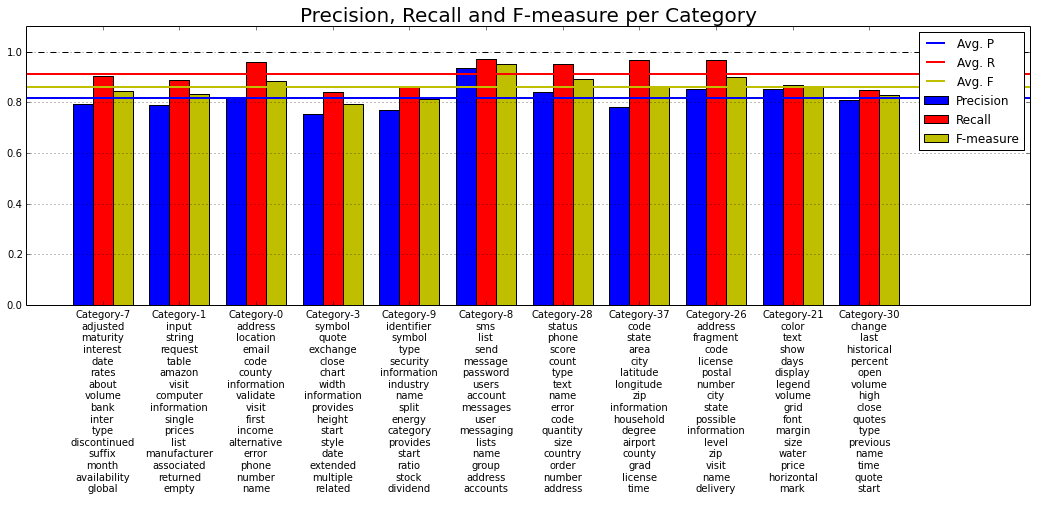 Precision, Recall and F-measure per Category
1.0
0.8
0.6
0.4
0.2
0.0
Avg. P
Avg. R
Avg. F
Precision
Recall
F-measure
Category-7 Category-1 Category-0 Category-3 Category-9 Category-8 Category-28 Category-37 Category-26 Category-21 Category-30
adjusted input address symbol identifier sms status code address color change
maturity string location quote symbol list phone state fragment text last
interest request email exchange type send score area code show historical
date table code close security message count city license days percent
rates amazon county chart information password type latitude postal display open
about visit information width industry users text longitude number legend volume
volume computer validate information name account name zip city volume high
bank information visit provides split messages error information state grid close
inter single first height energy user code household possible font quotes
type prices income start category messaging quantity degree information margin type
discontinued list alternative style provides lists size airport level size previous
suffix manufacturer error date start name country county zip water name
month associated phone extended ratio group order grad visit price time
availability returned number multiple stock address number license name horizontal quote
global empty name related dividend accounts address time delivery mark start